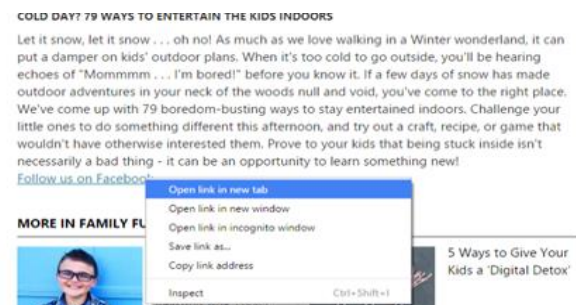 COLD DAY? 79 WAYS TO ENTERTAIN THE KIDS INDOORS
Let it snow, let it snow . . . oh no! As much as we love walking in a Winter wonderland, it can
put a damper on kids' outdoor plans. When it's too cold to go outside, you'll be hearing
echoes of "Mommmm . . . I'm bored!" before you know it. If a few days of snow has made
outdoor adventures in your neck of the woods null and void, you've come to the right place.
We've come up with 79 boredom-busting ways to stay entertained indoors. Challenge your
little ones to do something different this afternoon, and try out a craft, recipe, or game that
wouldn't have otherwise interested them. Prove to your kids that being stuck inside isn't
necessarily a bad thing - it can be an opportunity to learn something new!
Follow us on Facebook
Open link in new tab
Open link in new window
Open link in incognito window
Save link as...
Copy link address
Inspect Ctrl+Shift+I
MORE IN FAMILY FU
5 Ways to Give Your
Kids a 'Digital Detox'